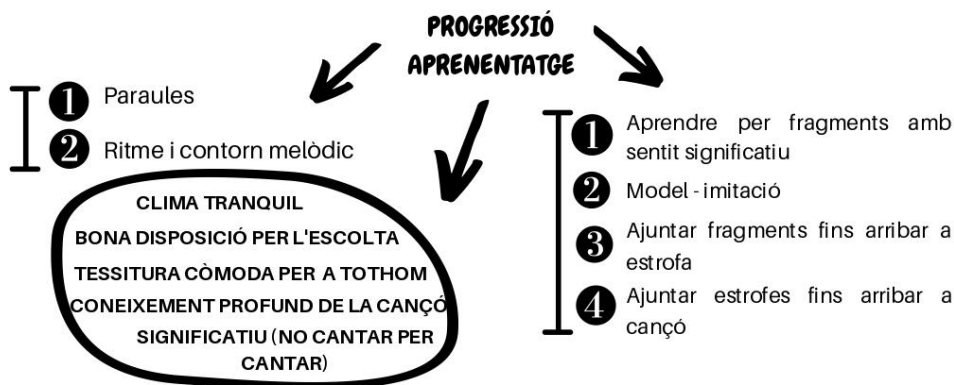 PROGRESSIÓ
APRENENTATGE
1 Paraules
2 Ritme i contorn melòdic
CLIMA TRANQUIL
BONA DISPOSICIÓ PER L'ESCOLTA
TESSITURA CÒMODA PER A TOTHOM
CONEIXEMENT PROFUND DE LA CANÇÓ
SIGNIFICATIU (NO CANTAR PER
CANTAR)
1 Aprendre per fragments amb
sentit significatiu
2 Model - imitació
3 Ajuntar fragments fins arribar a
estrofa
4 Ajuntar estrofes fins arribar a
cançó